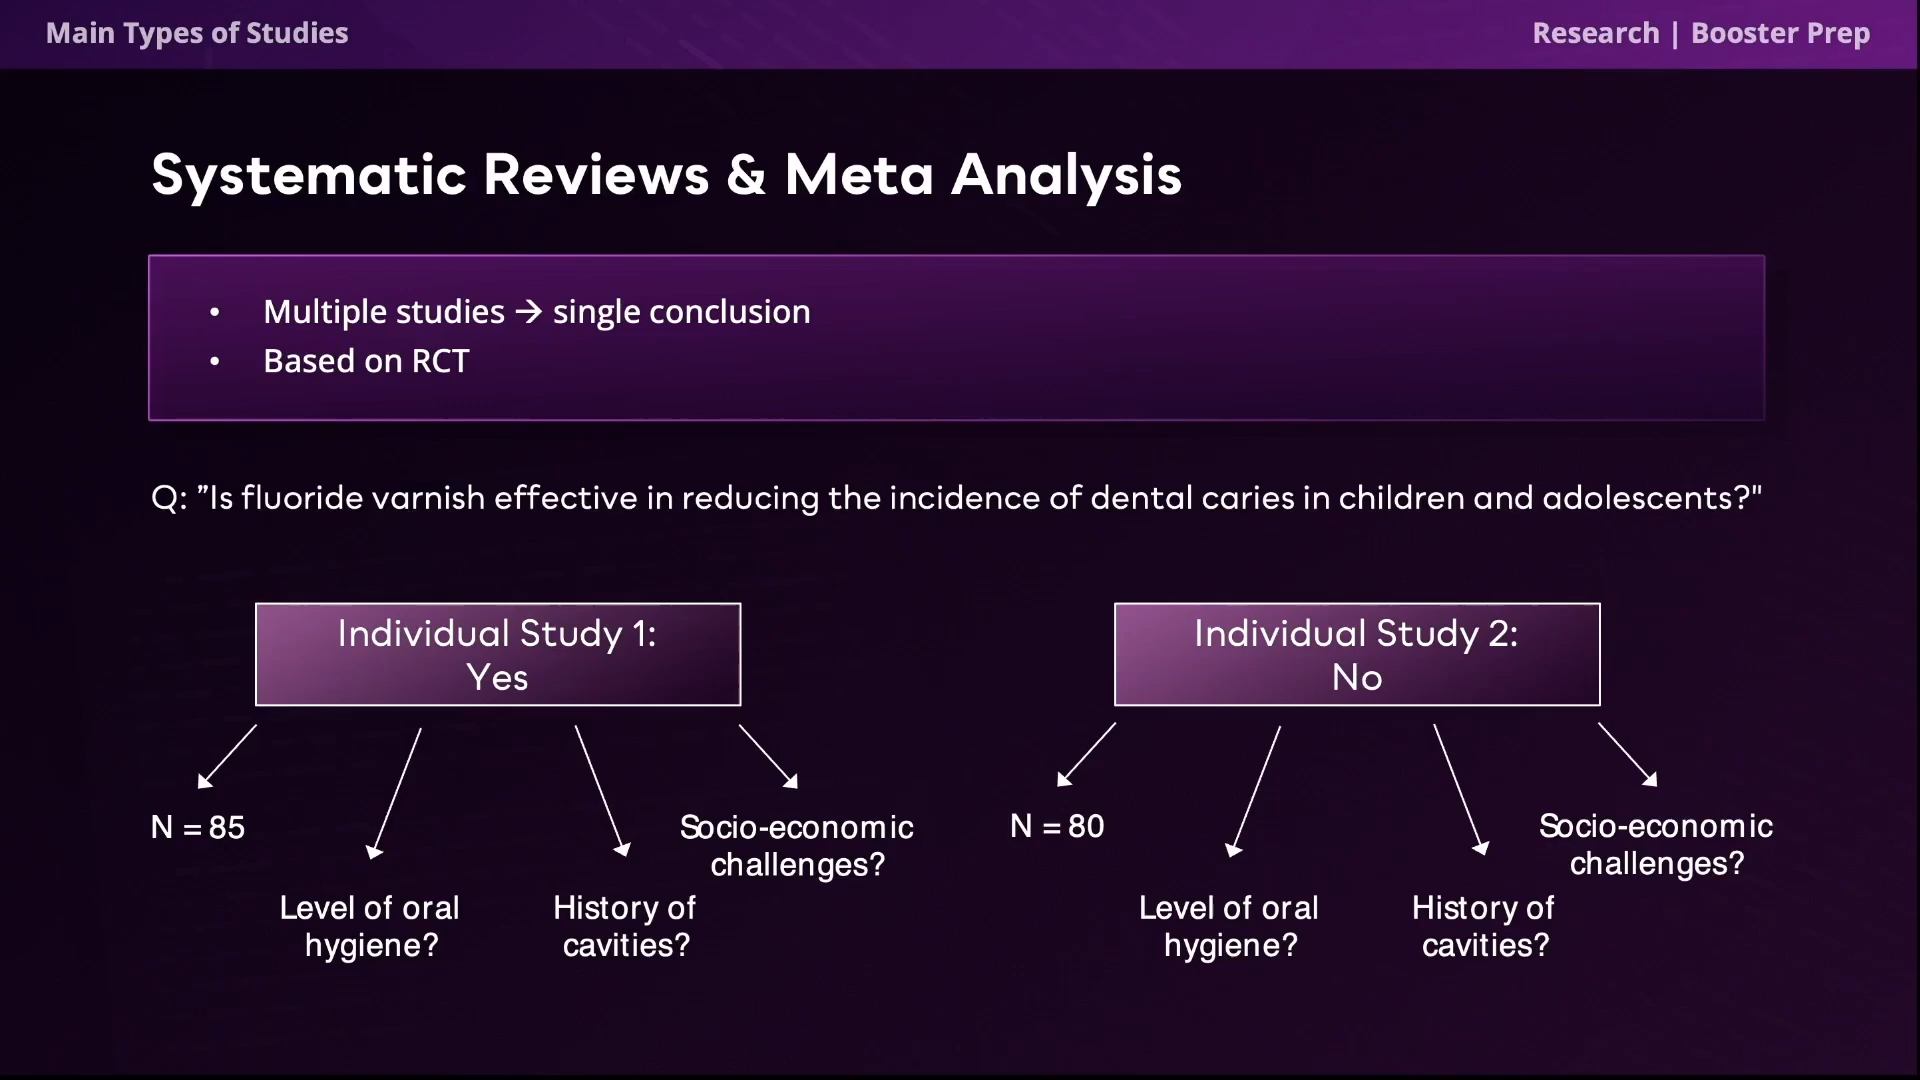 Main Types of Studies
Research | Booster Prep
Systematic Reviews & Meta Analysis
• Multiple studies → single conclusion
• Based on RCT
Q: ”Is fluoride varnish effective in reducing the incidence of dental caries in children and adolescents?"
Individual Study 1:
Yes
N = 85
Level of oral
hygiene?
History of
cavities?
Socio-economic
challenges?
Individual Study 2:
No
N = 80
Level of oral
hygiene?
History of
cavities?
Socio-economic
challenges?